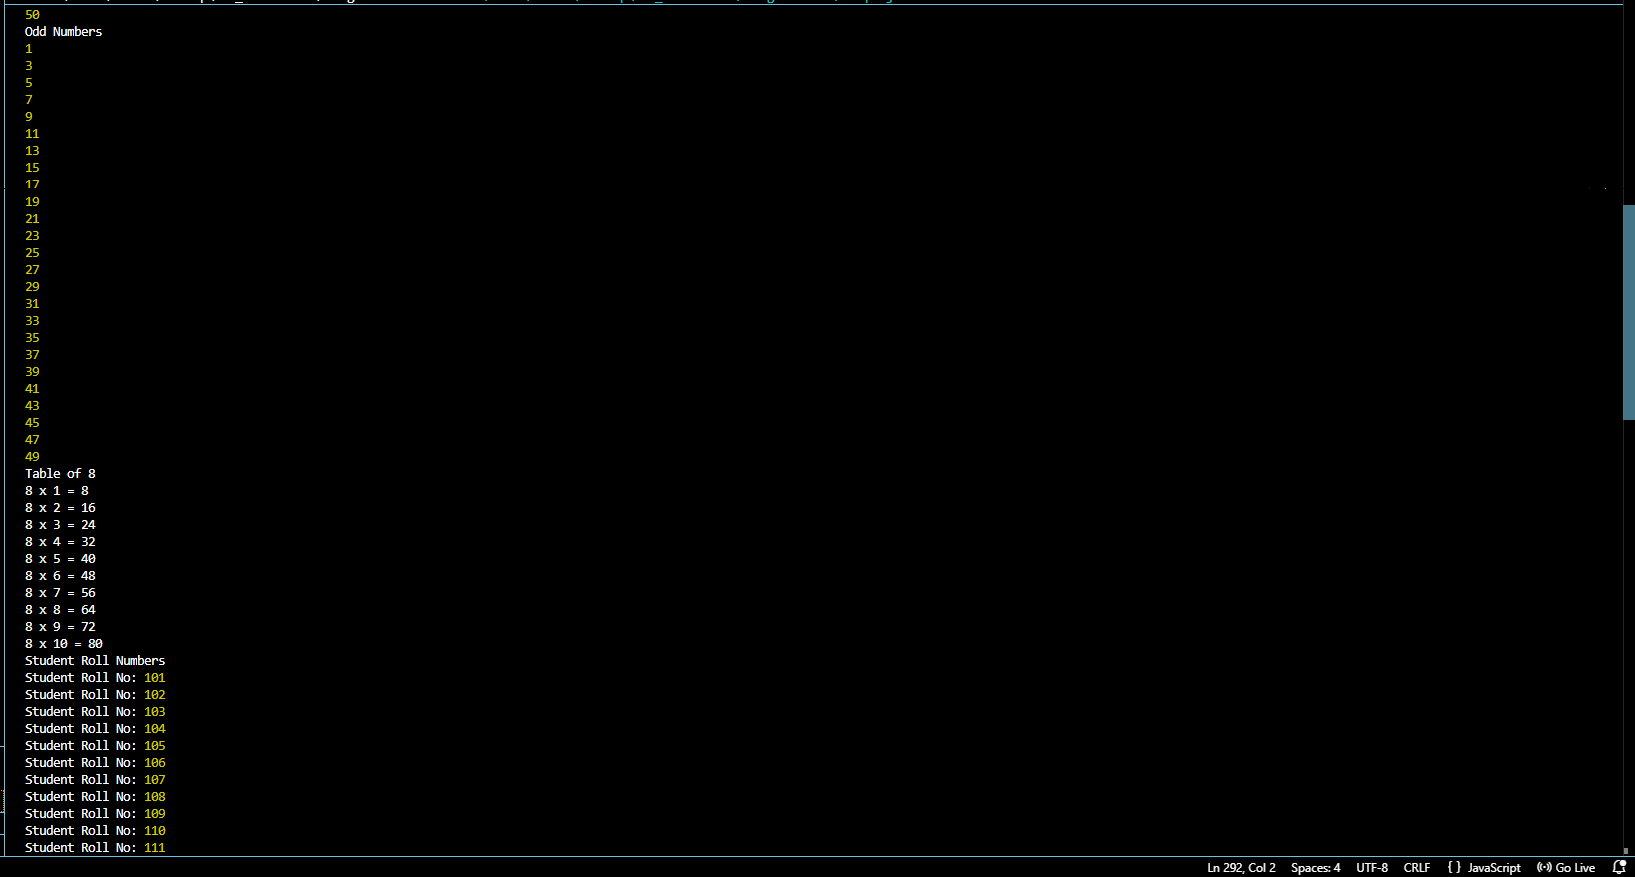 50
Odd Numbers
1
3
5
7
9
11
13
15
17
19
21
23
25
27
29
31
33
35
37
39
41
43
45
47
49
Table of 8
8 x 1 = 8
8 x 2 = 16
8 x 3 = 24
8 x 4 = 32
8 x 5 = 40
8 x 6 = 48
8 x 7 = 56
8 x 8 = 64
8 x 9 = 72
8 x 10 = 80
Student Roll Numbers
Student Roll No: 101
Student Roll No: 102
Student Roll No: 103
Student Roll No: 104
Student Roll No: 105
Student Roll No: 106
Student Roll No: 107
Student Roll No: 108
Student Roll No: 109
Student Roll No: 110
Student Roll No: 111
Ln 292, Col 2 Spaces: 4 UTF-8 CRLF { } JavaScript Go Live